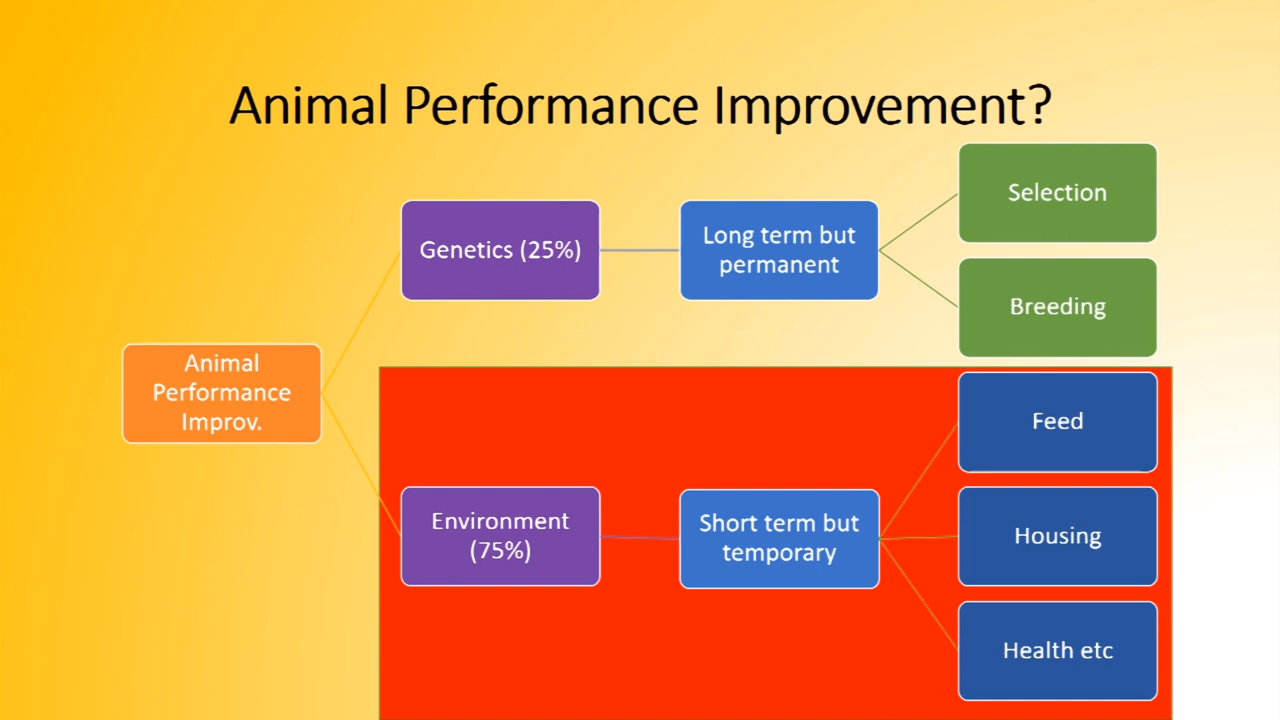 Animal Performance Improvement?
Animal
Performance
Improv.
Genetics (25%)
Long term but
permanent
Selection
Breeding
Environment
(75%)
Short term but
temporary
Feed
Housing
Health etc